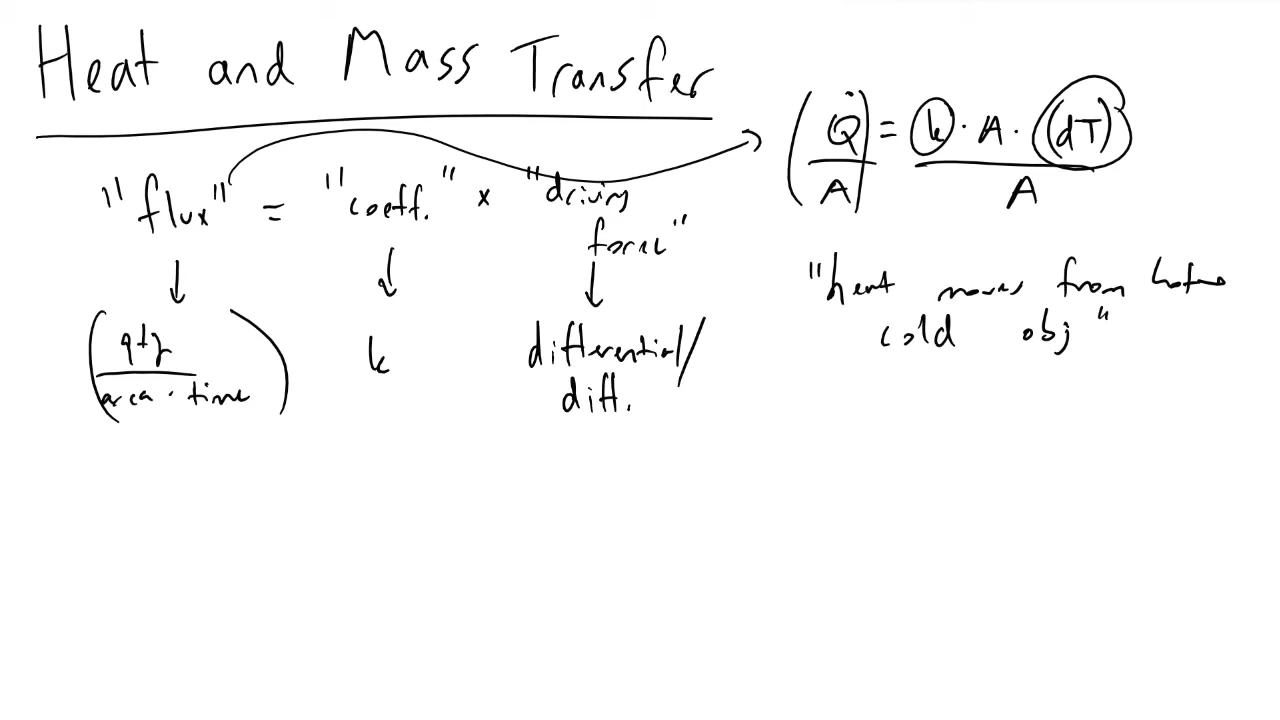 Heat and Mass Transfer
"flux" = "coeff." x "driving force"
qty / area · time
k
differential/ diff.
(Q̇/A) = k · A · (dT) / A
"heat moves from hot
cold obj"